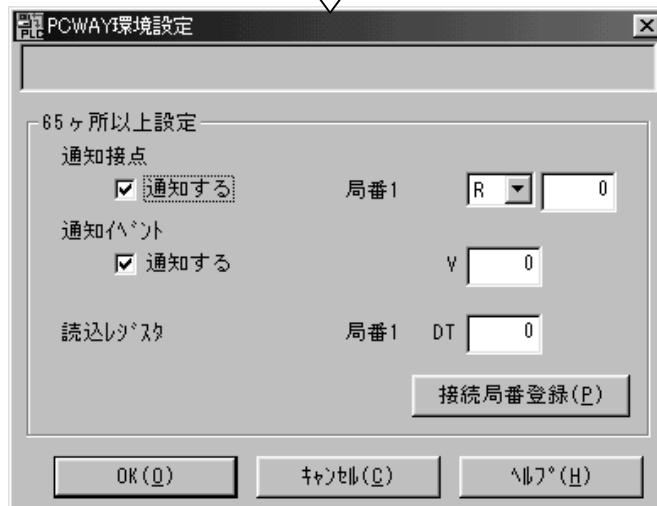 PCWAY環境設定
65ヶ所以上設定
通知接点
通知する 局番1 R 0
通知ｲﾍﾞﾝﾄ
通知する V 0
読込ﾚｼﾞｽﾀ 局番1 DT 0
接続局番登録(P)
OK(O) ｷｬﾝｾﾙ(C) ﾍﾙﾌﾟ(H)